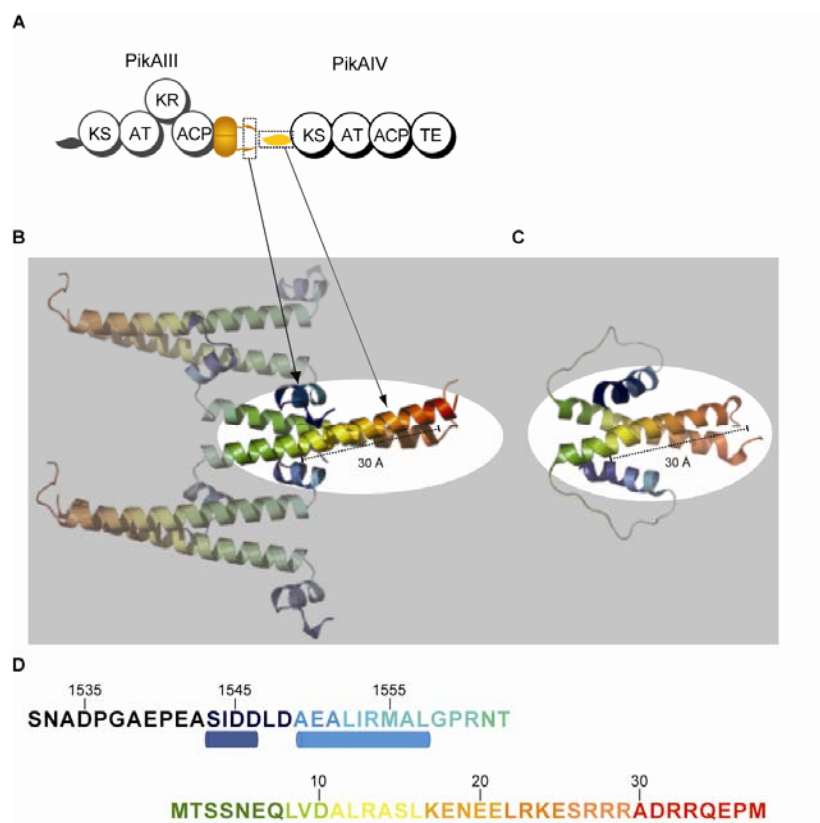 A
PikAIII PikAIV
KR
KS AT ACP KS AT ACP TE
B C
30 Å 30 Å
D
1535 1545 1555
SNADPGAEPEASIDDLDAEALIRMALGPRNT
10 20 30
MTSSNEQLVDALRASLKENEELRKESRRRADRRQEPM